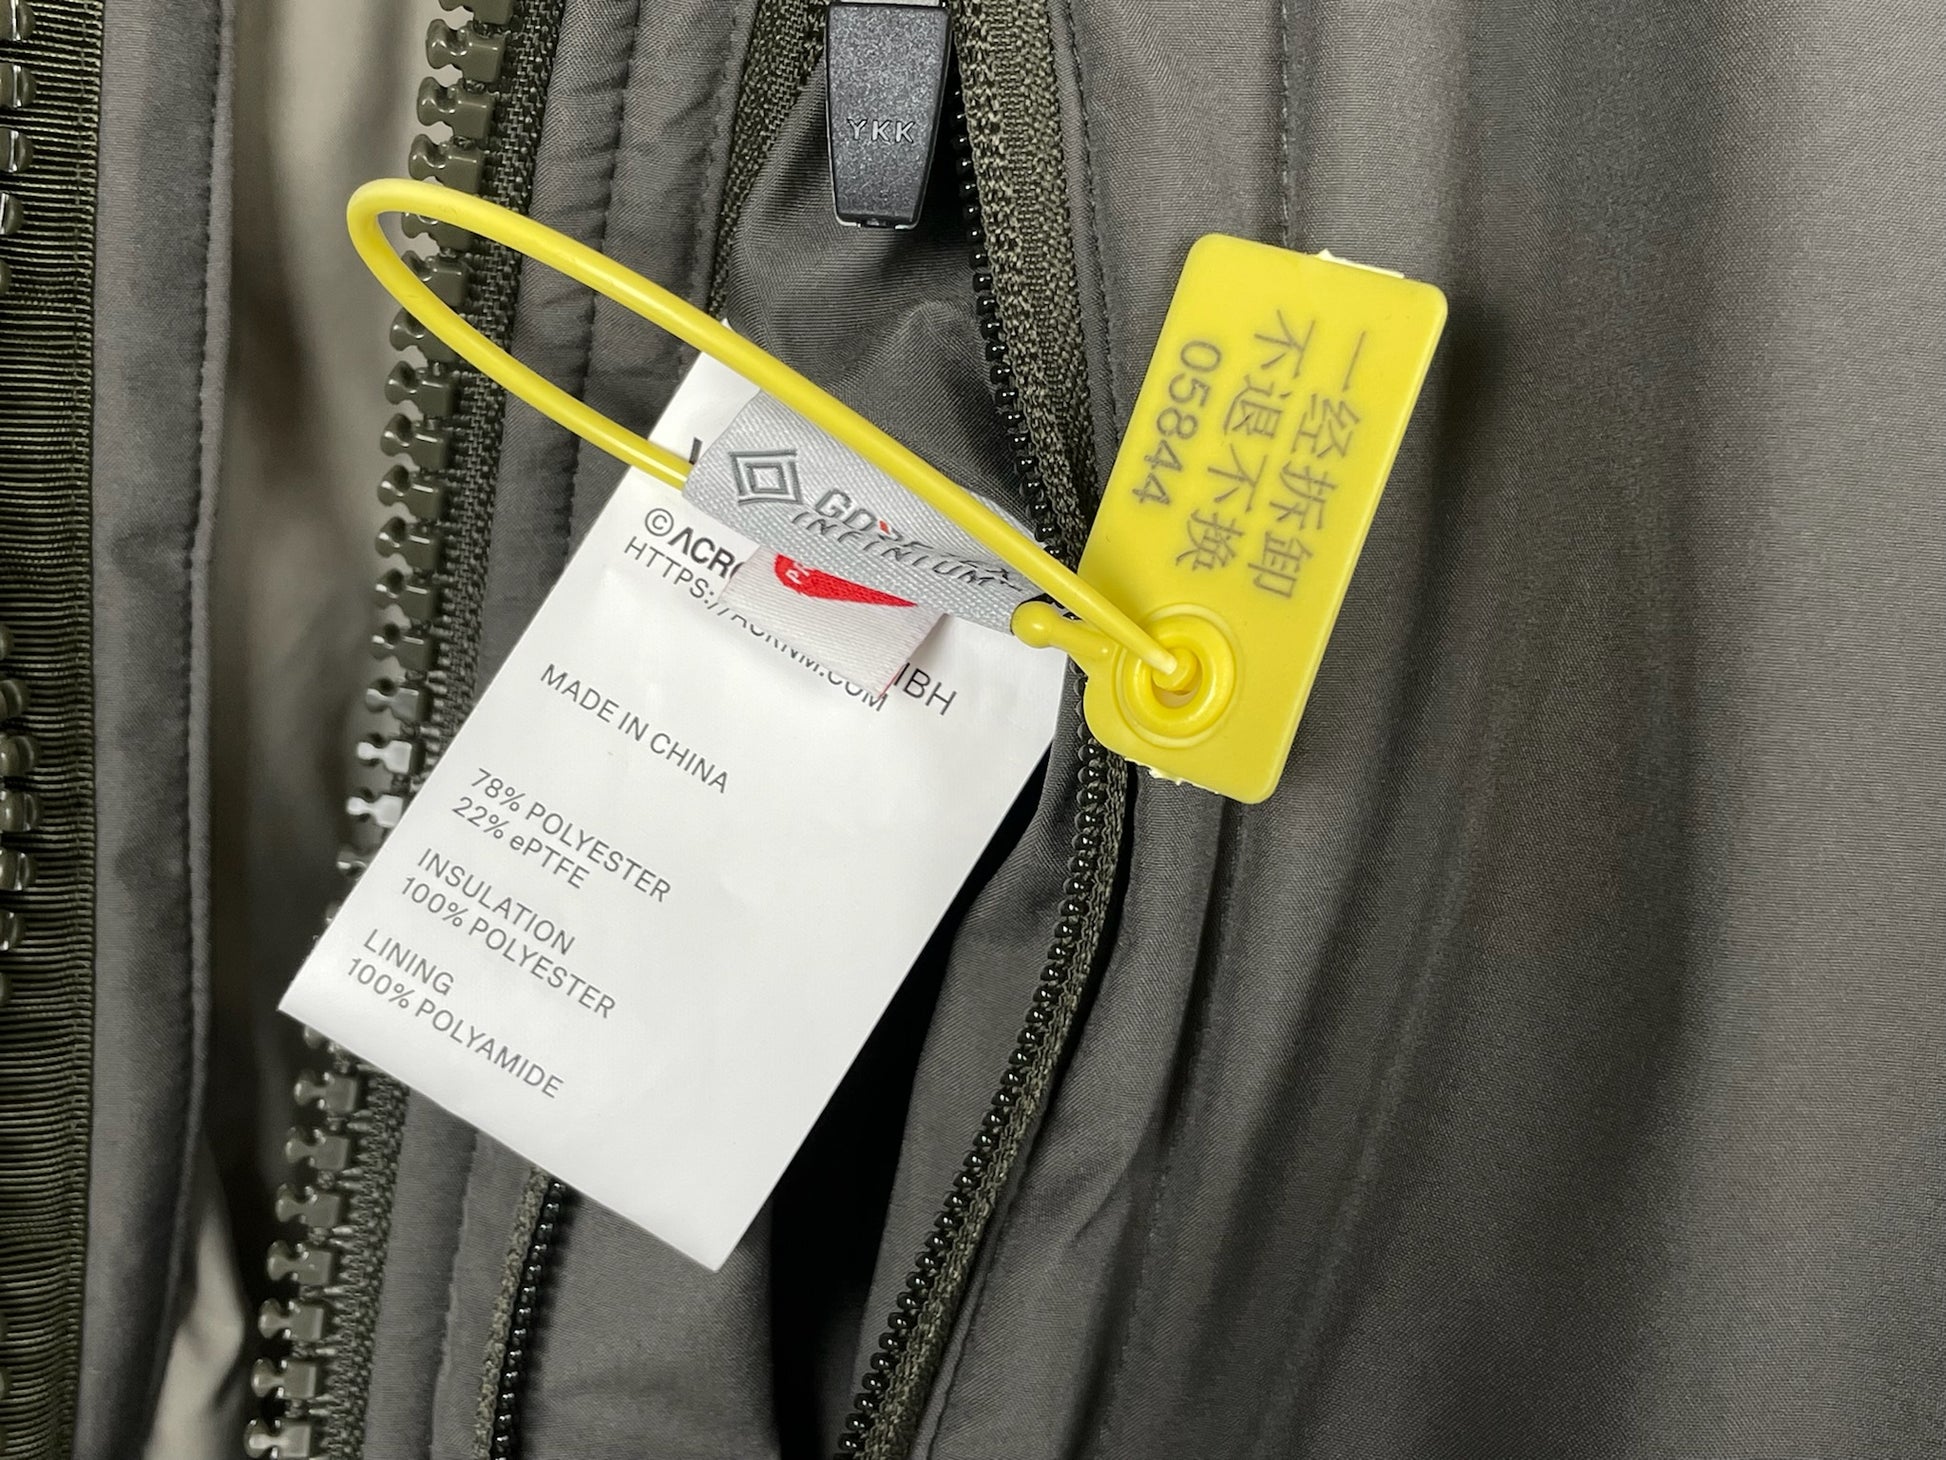 YKK
一经拆卸
不退不换
05844
INFINIUM
HTTPS://ACRNM.COM
MADE IN CHINA
78% POLYESTER
22% ePTFE
INSULATION
100% POLYESTER
LINING
100% POLYAMIDE